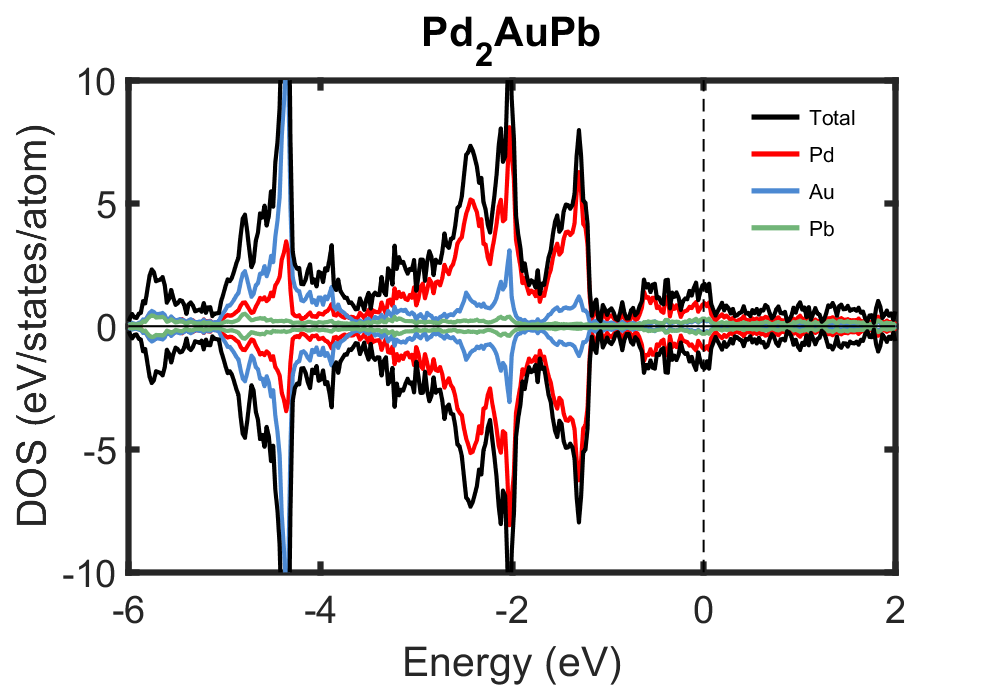 Pd₂AuPb
10
5
0
0
-5
-10
DOS (eV/states/atom)
Total
Pd
Au
Pb
-6 -4 -2 0 2
Energy (eV)